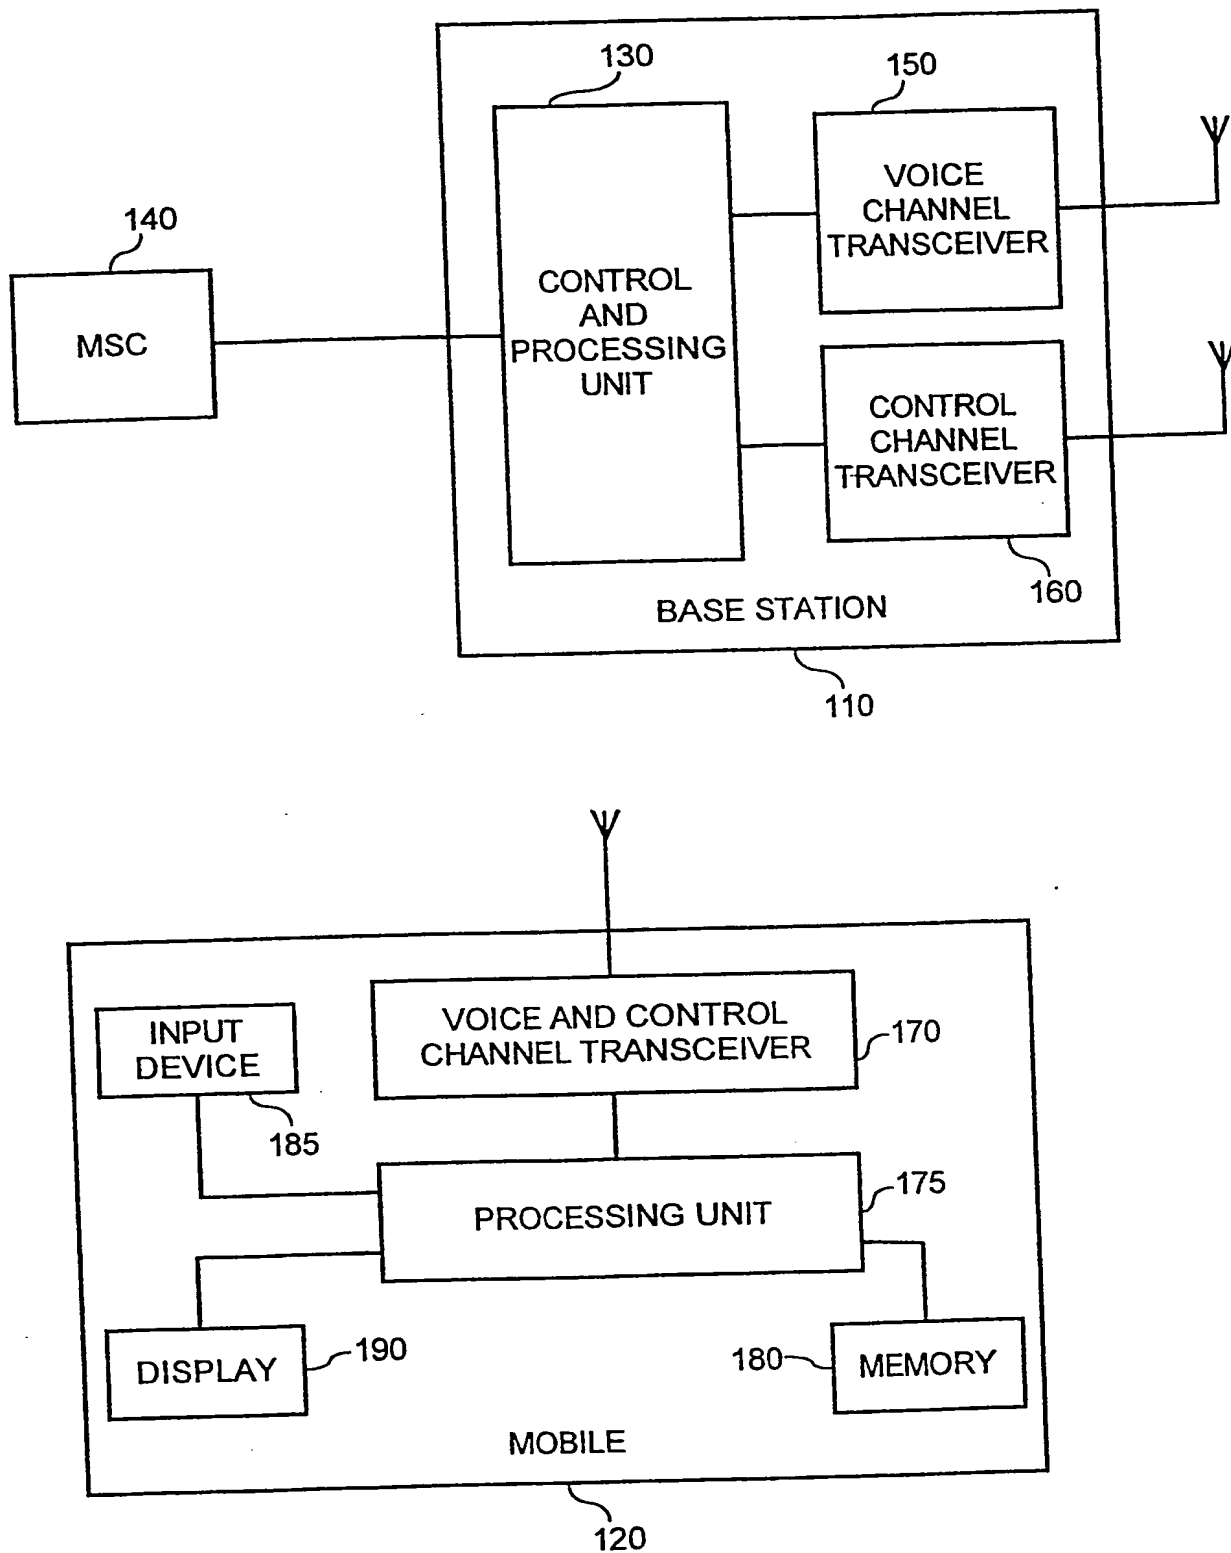 130
150
VOICE
CHANNEL
TRANSCEIVER
140
MSC
CONTROL
AND
PROCESSING
UNIT
CONTROL
CHANNEL
TRANSCEIVER
160
BASE STATION
110
INPUT
DEVICE
185
VOICE AND CONTROL
CHANNEL TRANSCEIVER
170
PROCESSING UNIT
175
DISPLAY
190
180
MEMORY
MOBILE
120